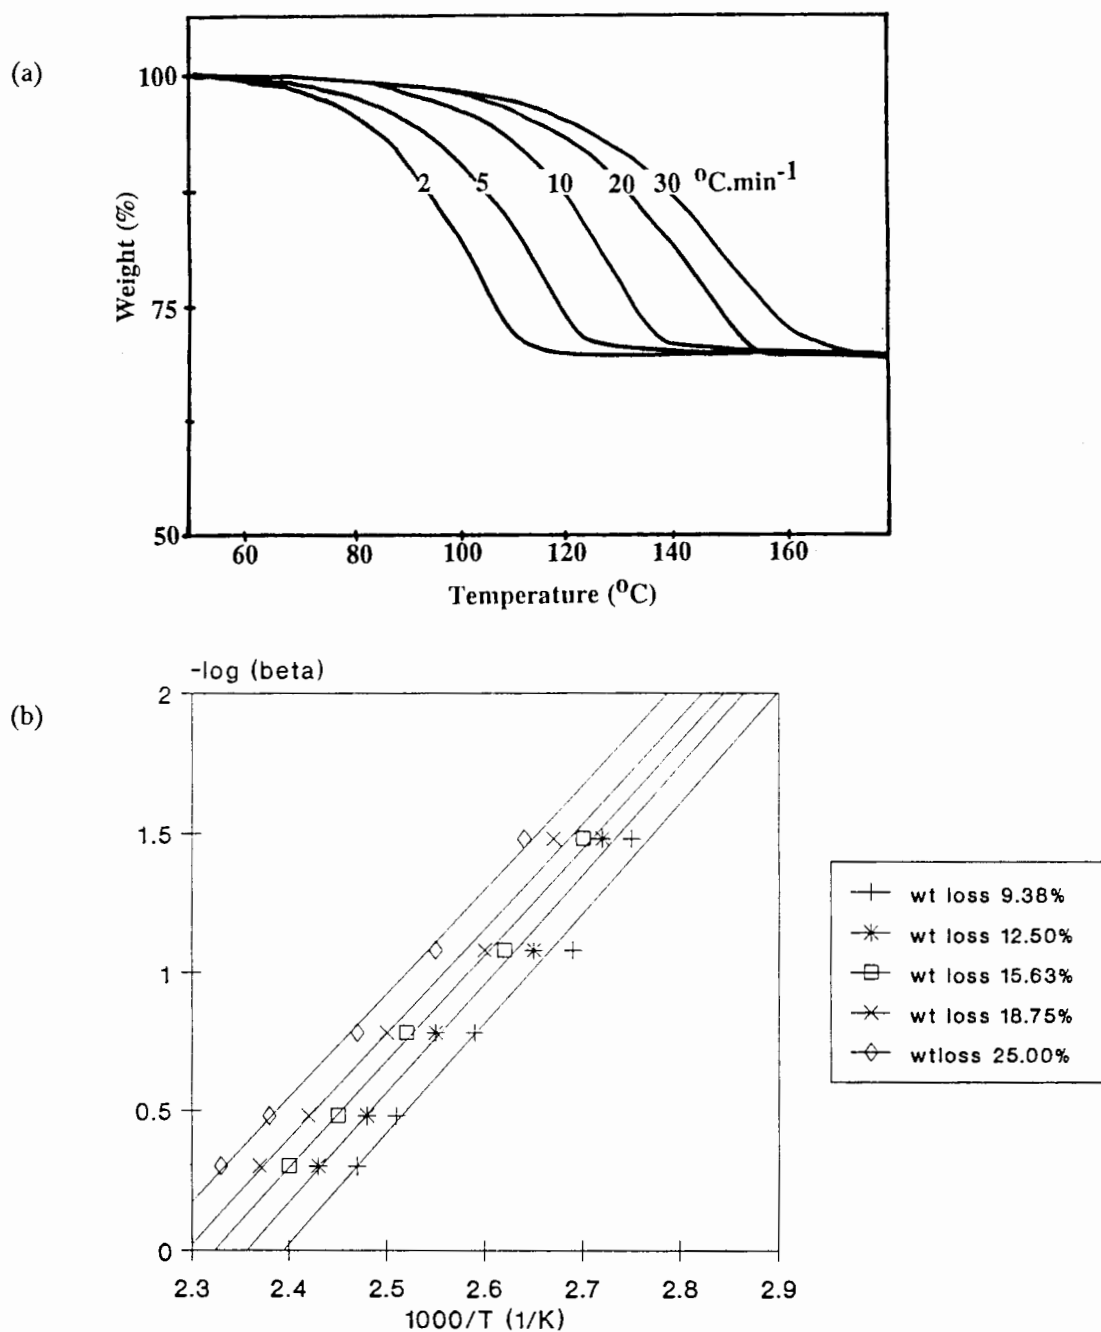 (a)
100
75
50
Weight (%)
2 5 10 20 30 °C.min-1
60 80 100 120 140 160
Temperature (°C)
(b)
-log (beta)
2
1.5
1
0.5
0
2.3 2.4 2.5 2.6 2.7 2.8 2.9
1000/T (1/K)
wt loss 9.38%
wt loss 12.50%
wt loss 15.63%
wt loss 18.75%
wtloss 25.00%